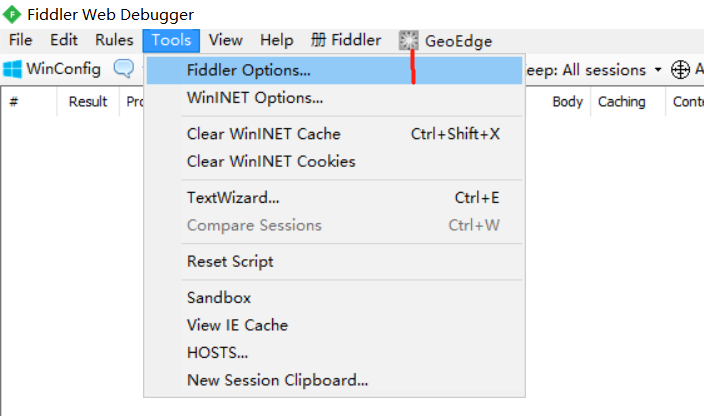 Fiddler Web Debugger
File Edit Rules Tools View Help 册 Fiddler GeoEdge
WinConfig eep: All sessions A
# Result Pro Body Caching Conte
Fiddler Options...
WinINET Options...
Clear WinINET Cache Ctrl+Shift+X
Clear WinINET Cookies
TextWizard... Ctrl+E
Compare Sessions Ctrl+W
Reset Script
Sandbox
View IE Cache
HOSTS...
New Session Clipboard...